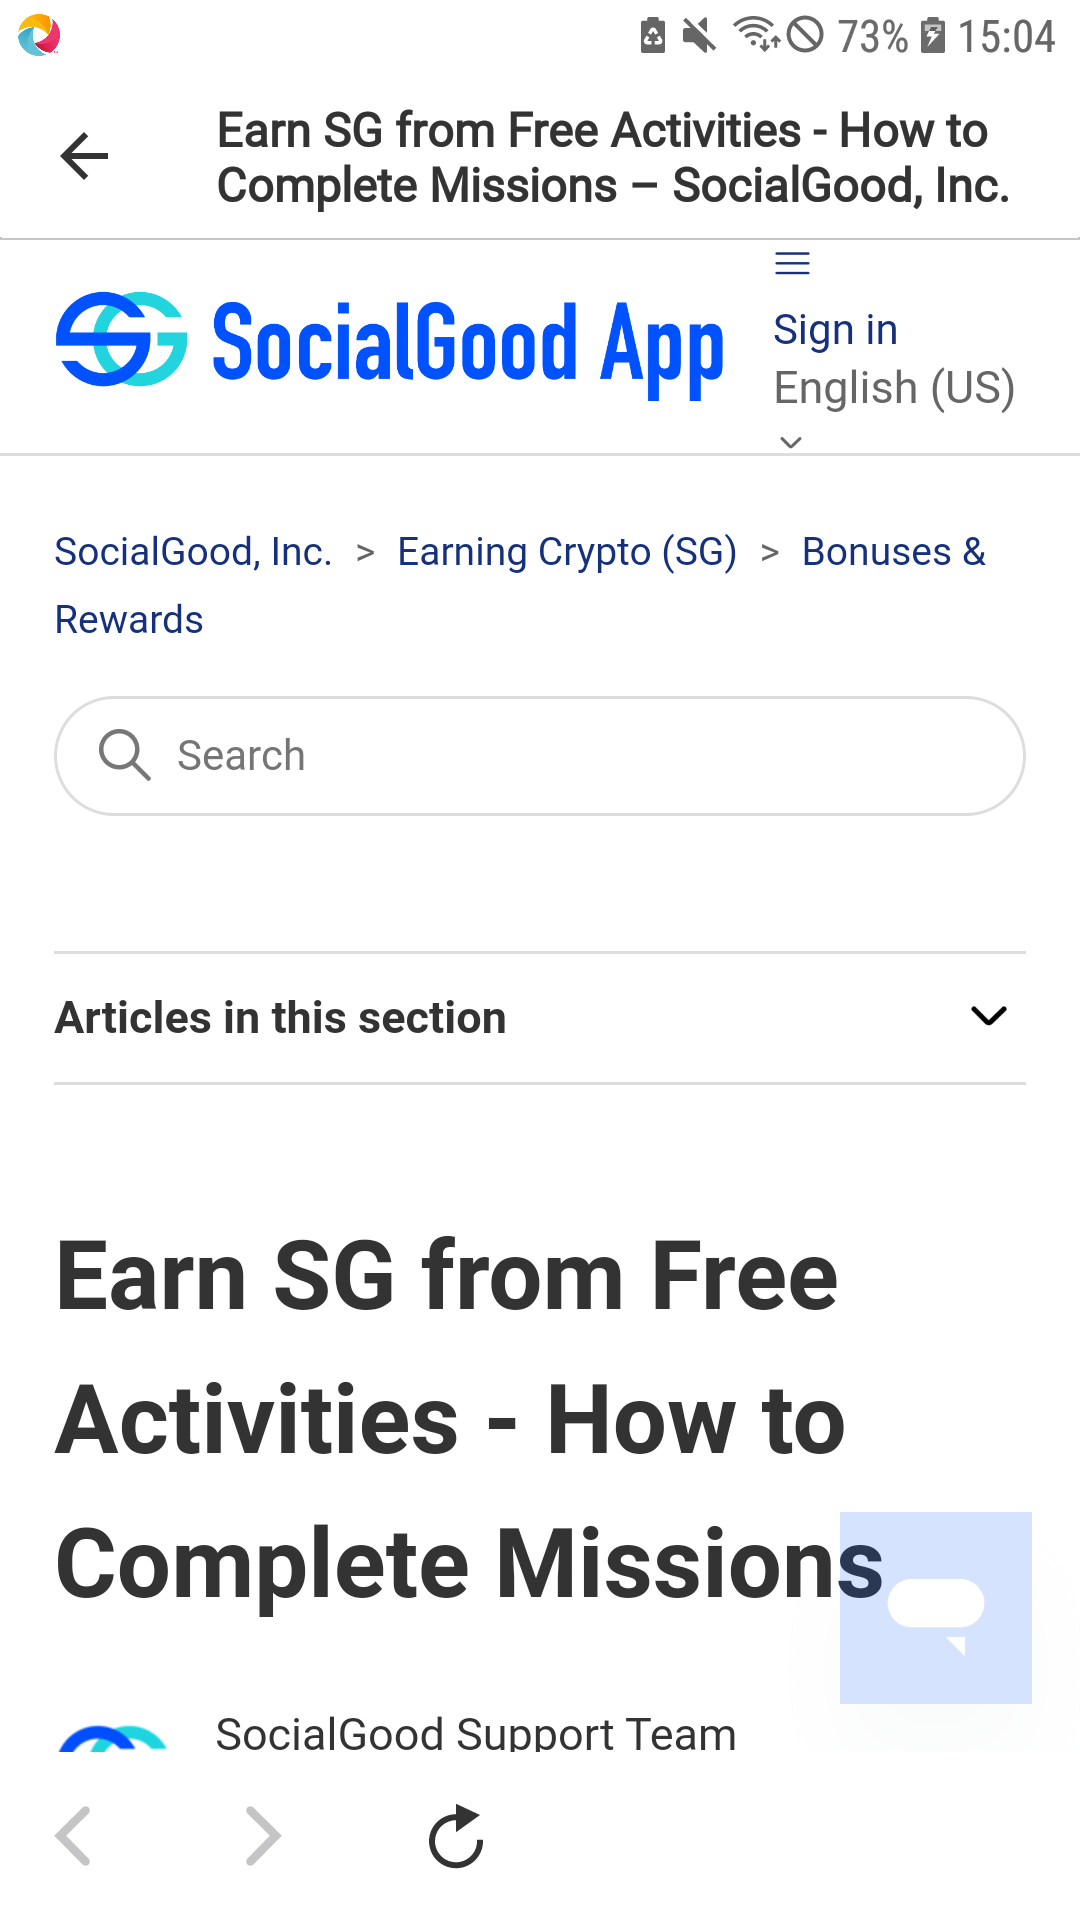 73% 15:04
Earn SG from Free Activities - How to
Complete Missions – SocialGood, Inc.
SocialGood App
Sign in
English (US)
SocialGood, Inc. > Earning Crypto (SG) > Bonuses &
Rewards
Search
Articles in this section
Earn SG from Free
Activities - How to
Complete Missions
SocialGood Support Team